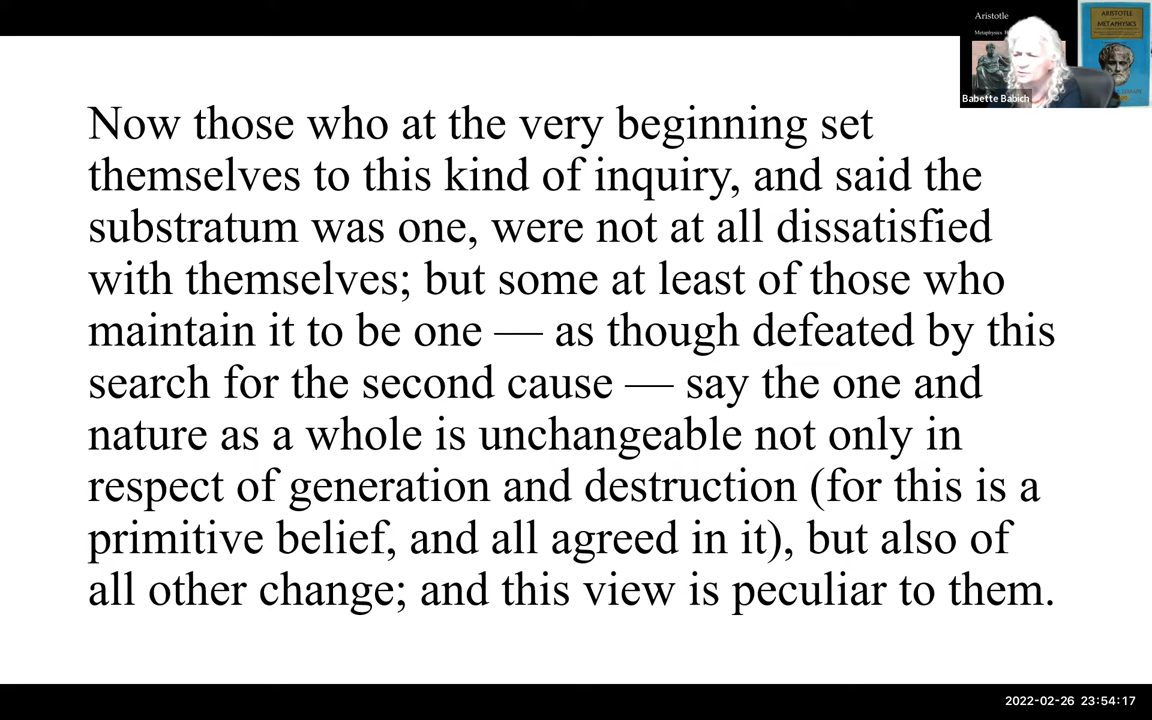 Aristotle
Metaphysics
ARISTOTLE
METAPHYSICS
Babette Babich
Now those who at the very beginning set
themselves to this kind of inquiry, and said the
substratum was one, were not at all dissatisfied
with themselves; but some at least of those who
maintain it to be one — as though defeated by this
search for the second cause — say the one and
nature as a whole is unchangeable not only in
respect of generation and destruction (for this is a
primitive belief, and all agreed in it), but also of
all other change; and this view is peculiar to them.
2022-02-26 23:54:17